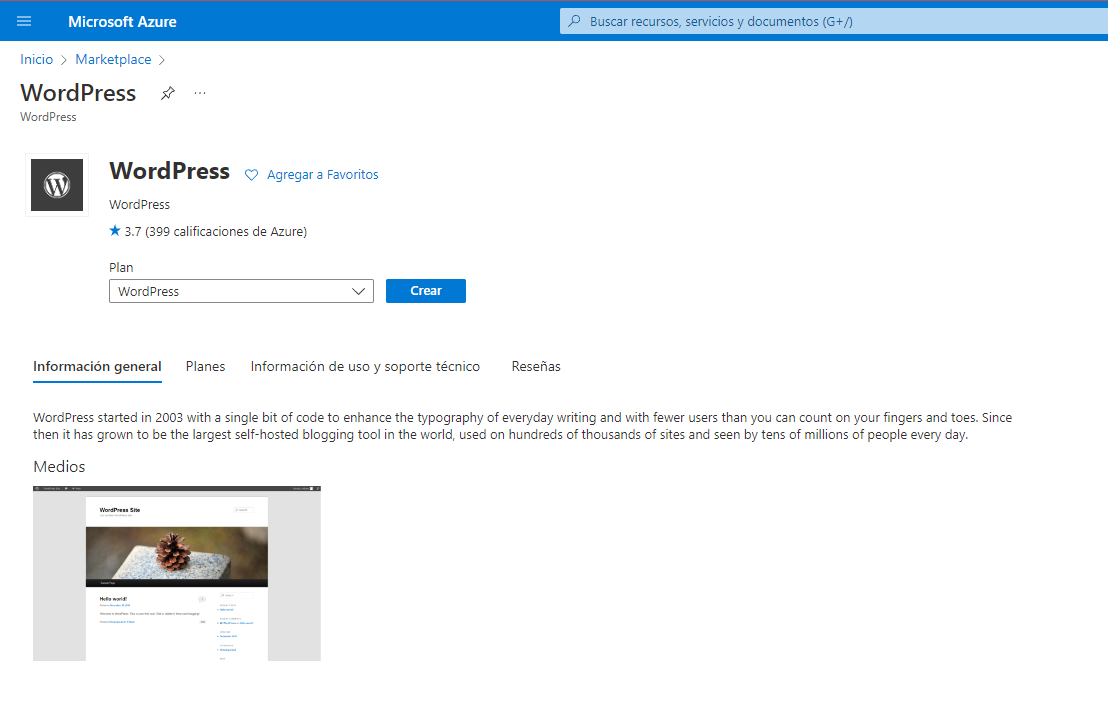 Microsoft Azure
Buscar recursos, servicios y documentos (G+/)
Inicio > Marketplace >
WordPress
WordPress
WordPress
Agregar a Favoritos
WordPress
★ 3.7 (399 calificaciones de Azure)
Plan
WordPress
Crear
Información general
Planes
Información de uso y soporte técnico
Reseñas
WordPress started in 2003 with a single bit of code to enhance the typography of everyday writing and with fewer users than you can count on your fingers and toes. Since
then it has grown to be the largest self-hosted blogging tool in the world, used on hundreds of thousands of sites and seen by tens of millions of people every day.
Medios
WordPress Site
Hello world!